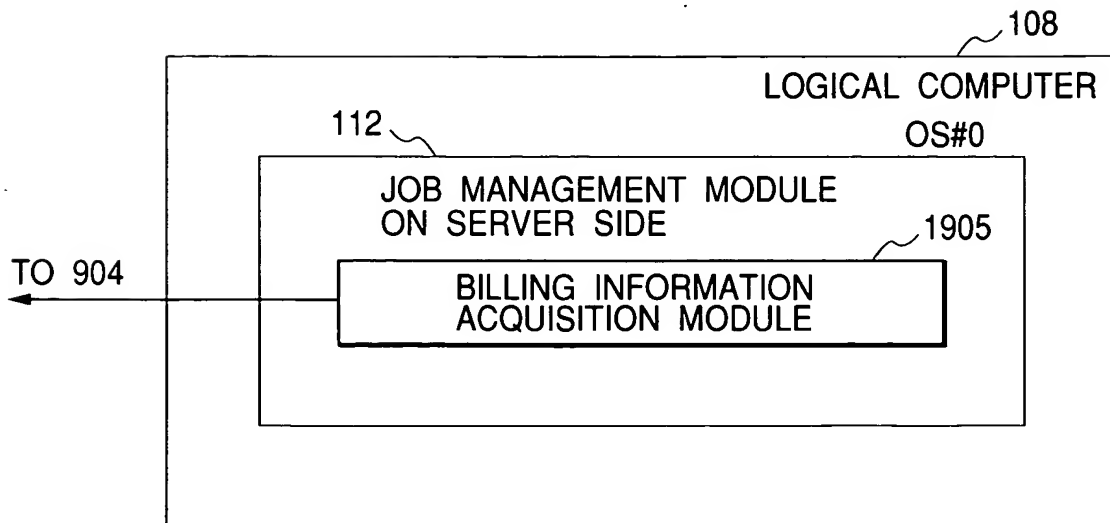 108
LOGICAL COMPUTER
OS#0
112
JOB MANAGEMENT MODULE
ON SERVER SIDE
1905
TO 904
BILLING INFORMATION
ACQUISITION MODULE